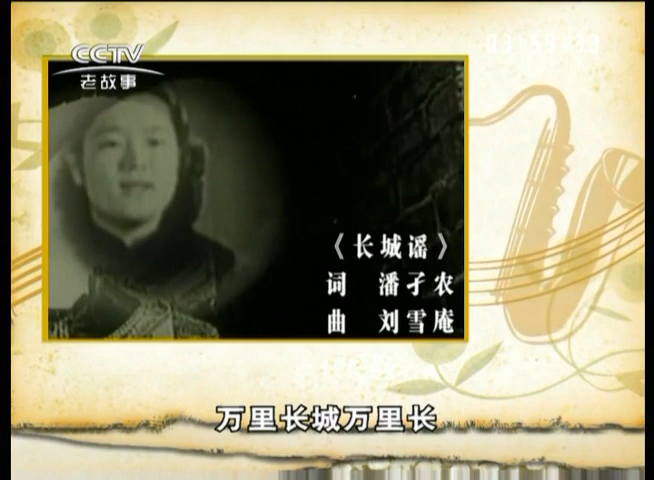 CCTV
老故事
《长城谣》
词 潘孑农
曲 刘雪庵
万里长城万里长